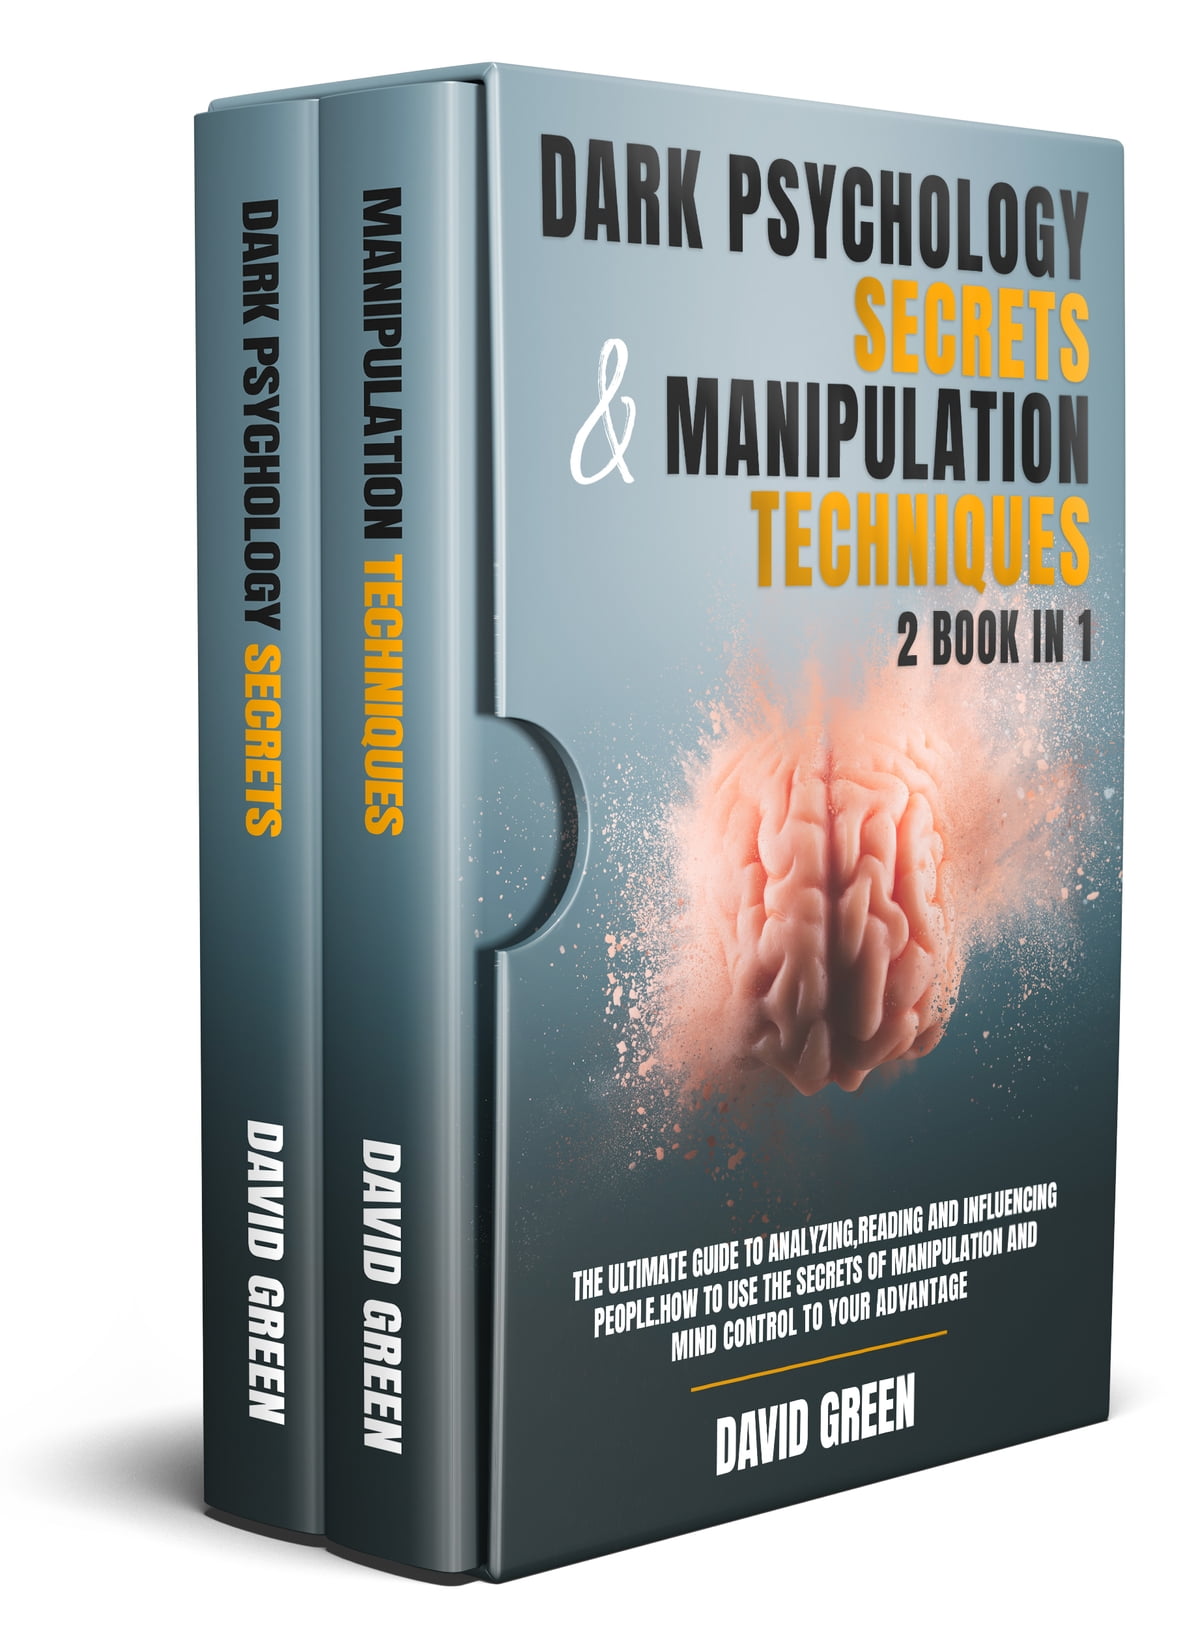 DARK PSYCHOLOGY SECRETS
DAVID GREEN
MANIPULATION TECHNIQUES
DAVID GREEN
DARK PSYCHOLOGY
SECRETS
& MANIPULATION
TECHNIQUES
2 BOOK IN 1
THE ULTIMATE GUIDE TO ANALYZING,READING AND INFLUENCING
PEOPLE.HOW TO USE THE SECRETS OF MANIPULATION AND
MIND CONTROL TO YOUR ADVANTAGE
DAVID GREEN